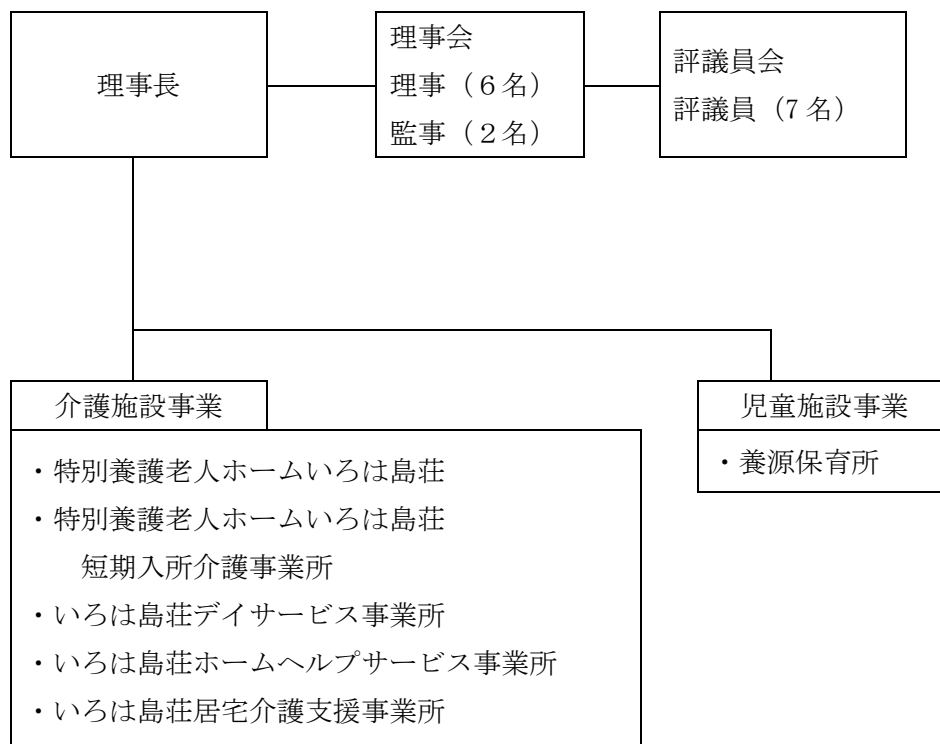 理事長
理事会
理事（６名）
監事（２名）
評議員会
評議員（7 名）
介護施設事業
・特別養護老人ホームいろは島荘
・特別養護老人ホームいろは島荘
短期入所介護事業所
・いろは島荘デイサービス事業所
・いろは島荘ホームヘルプサービス事業所
・いろは島荘居宅介護支援事業所
児童施設事業
・養源保育所